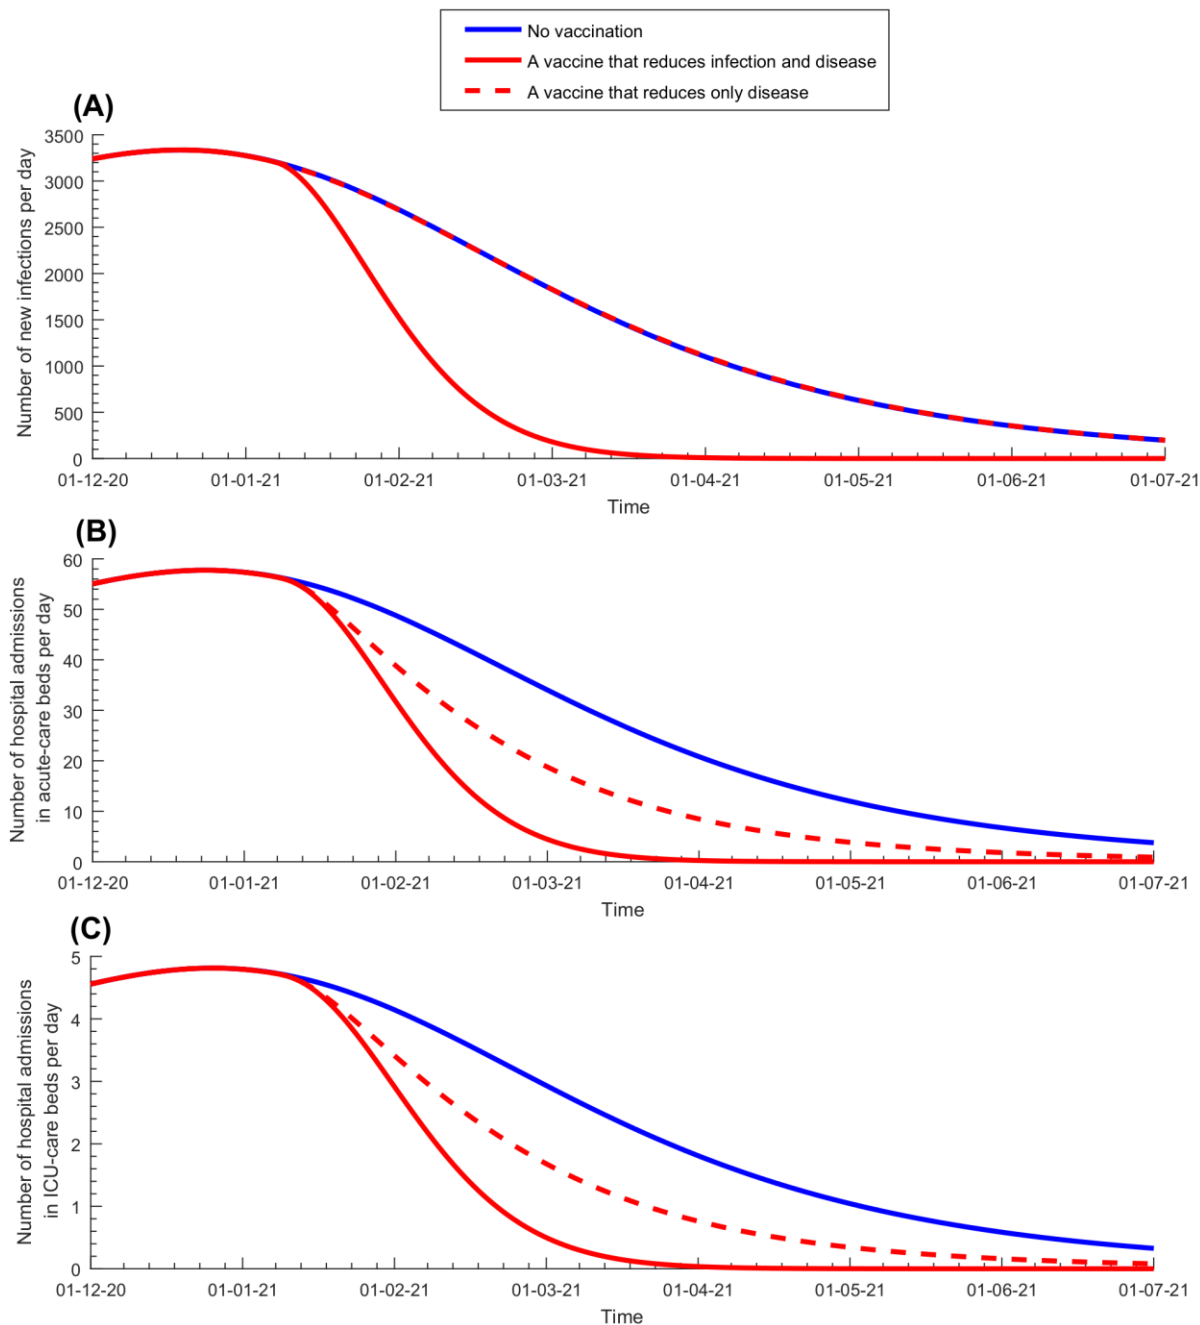 No vaccination
A vaccine that reduces infection and disease
A vaccine that reduces only disease
(A)
Number of new infections per day
3500
3000
2500
2000
1500
1000
500
0
01-12-20 01-01-21 01-02-21 01-03-21 01-04-21 01-05-21 01-06-21 01-07-21
Time
(B)
Number of hospital admissions
in acute-care beds per day
60
50
40
30
20
10
0
01-12-20 01-01-21 01-02-21 01-03-21 01-04-21 01-05-21 01-06-21 01-07-21
Time
(C)
Number of hospital admissions
in ICU-care beds per day
5
4
3
2
1
0
01-12-20 01-01-21 01-02-21 01-03-21 01-04-21 01-05-21 01-06-21 01-07-21
Time